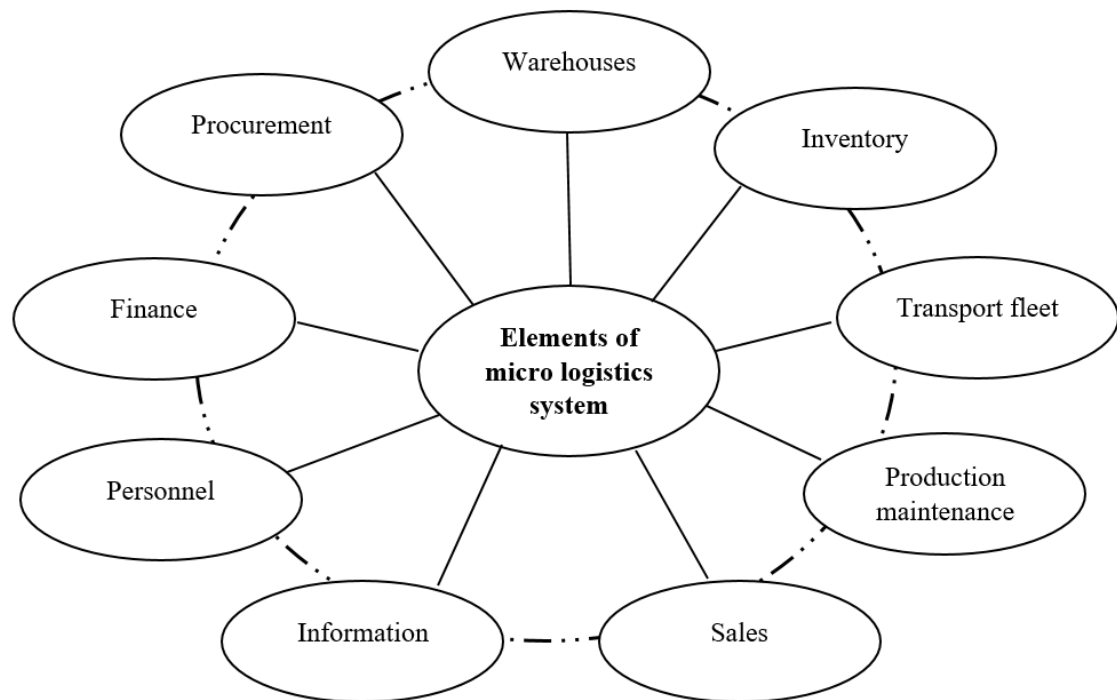 Warehouses
Procurement
Inventory
Finance
Transport fleet
Elements of
micro logistics
system
Personnel
Production
maintenance
Information
Sales